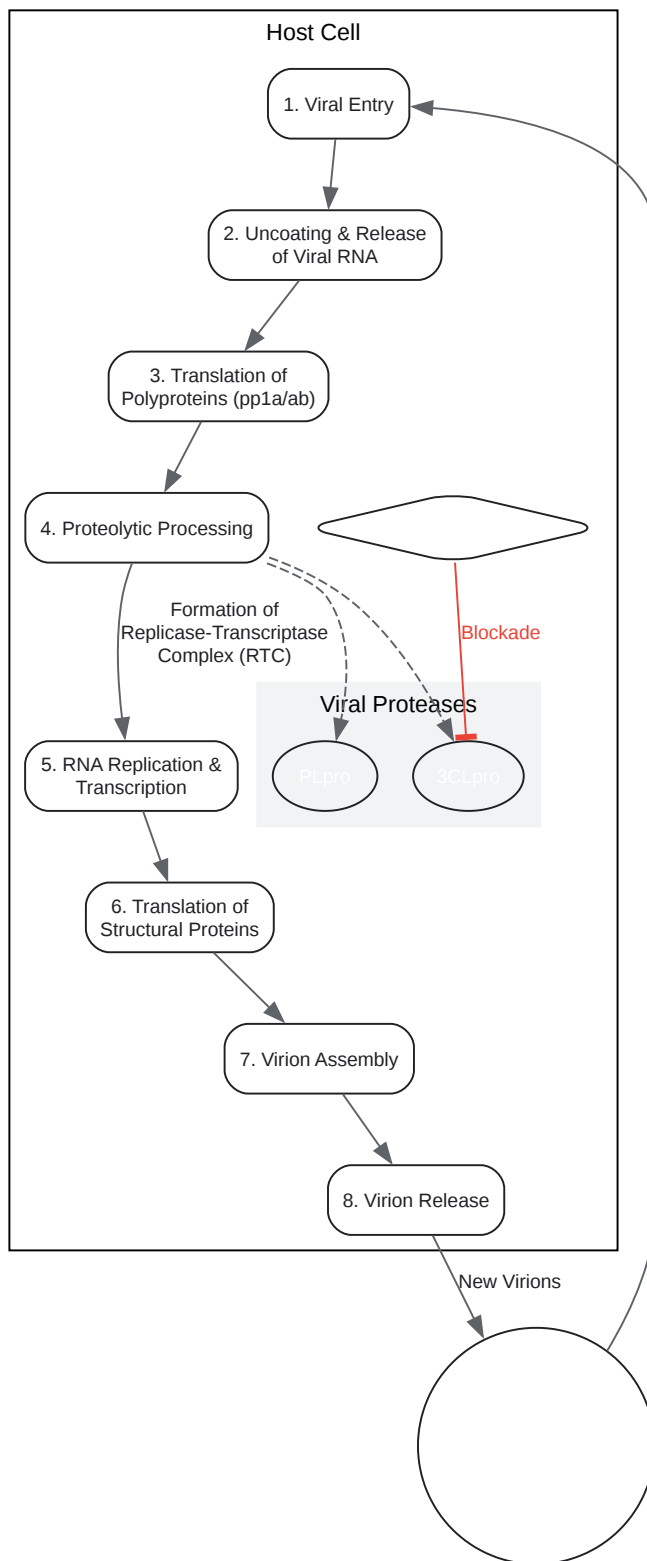 Host Cell
1. Viral Entry
2. Uncoating & Release
of Viral RNA
3. Translation of
Polyproteins (pp1a/ab)
4. Proteolytic Processing
Formation of
Replicase-Transcriptase
Complex (RTC)
Blockade
Viral Proteases
PLpro
3CLpro
5. RNA Replication &
Transcription
6. Translation of
Structural Proteins
7. Virion Assembly
8. Virion Release
New Virions